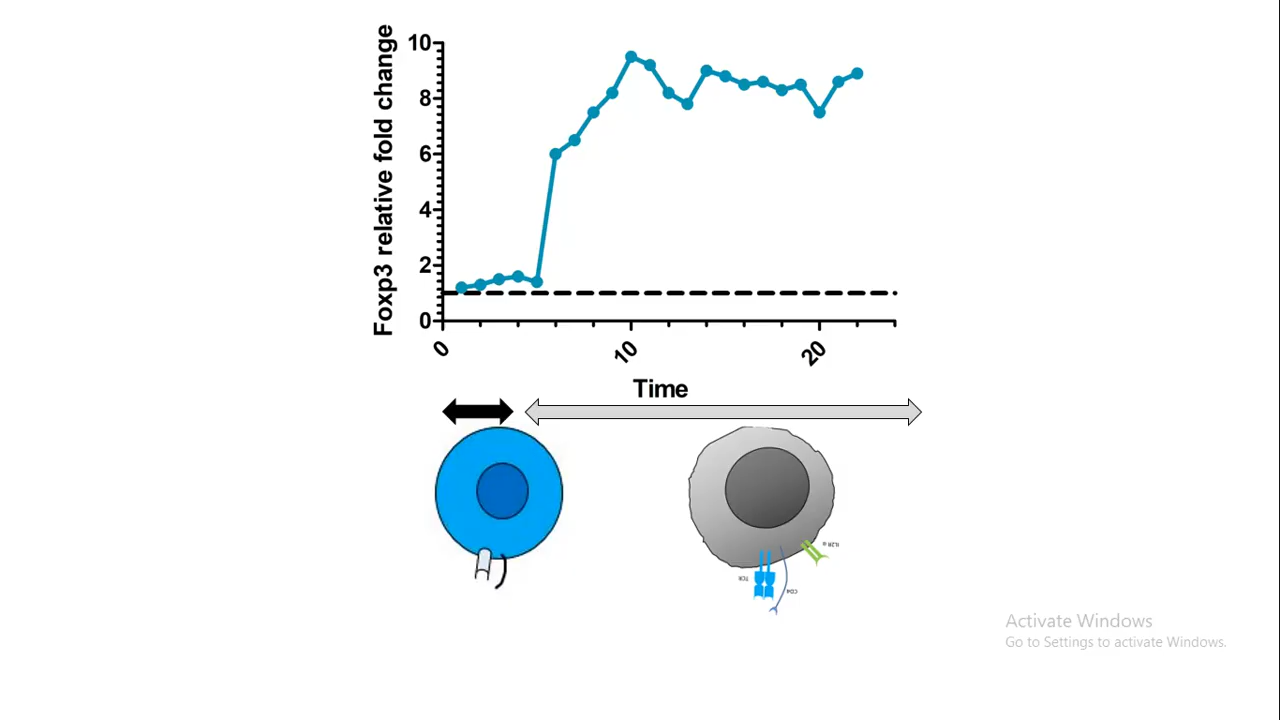 Foxp3 relative fold change
10
8
6
4
2
0
0
10
20
Time
IL2R α
TCR
CD4
Activate Windows
Go to Settings to activate Windows.